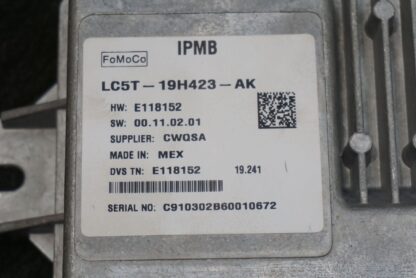 IPMB
FoMoCo
LC5T-19H423-AK
HW: E118152
SW: 00.11.02.01
SUPPLIER: CWQSA
MADE IN: MEX
DVS TN: E118152 19.241
SERIAL NO: C910302B60010672